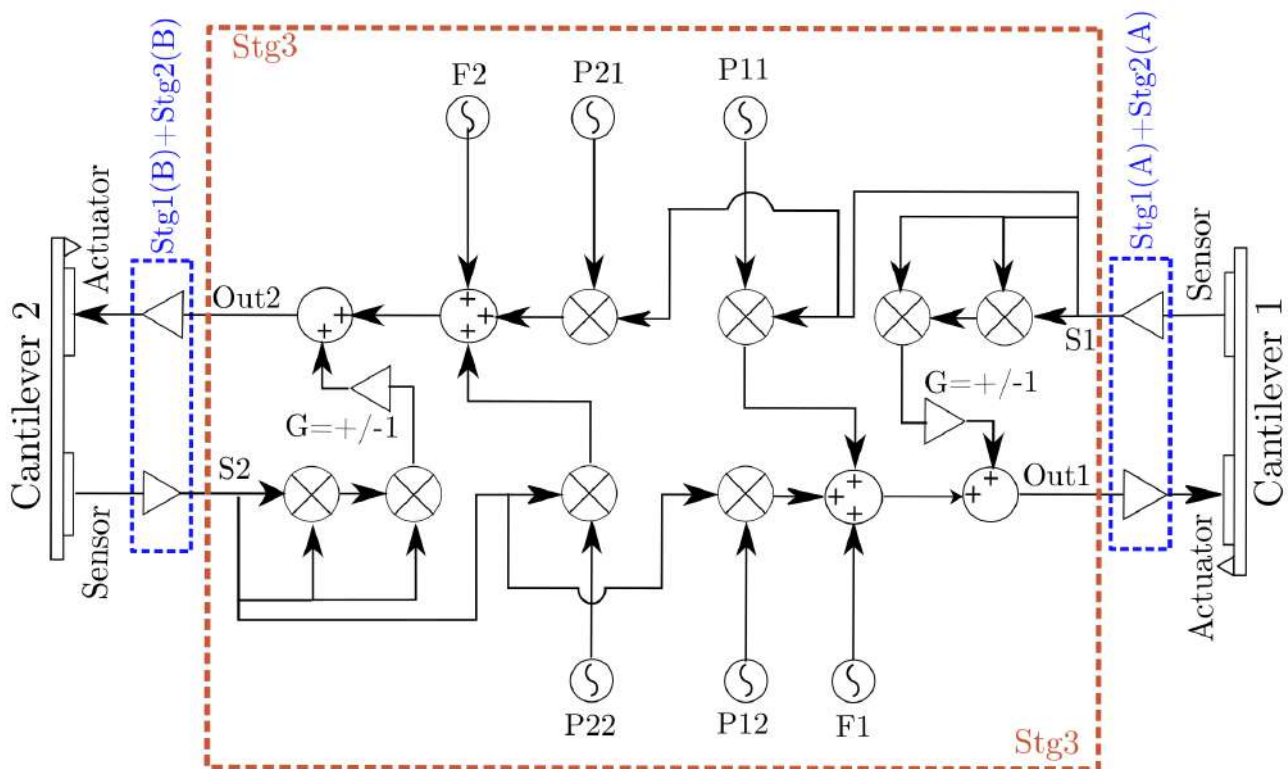 Stg3
F2
P21
P11
Stg1(B)+Stg2(B)
Stg1(A)+Stg2(A)
Actuator
Sensor
Out2
+
+
+
+
+
S1
Cantilever 2
Cantilever 1
G=+/-1
G=+/-1
S2
Out1
+
+
+
+
+
Sensor
Actuator
P22
P12
F1
Stg3